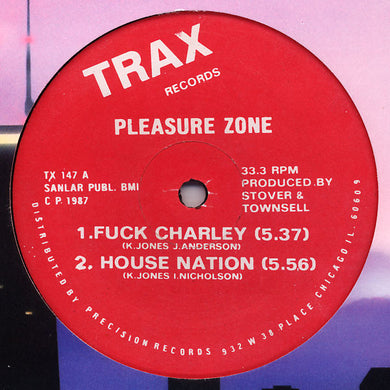 TRAX
RECORDS
PLEASURE ZONE
TX 147 A
SANLAR PUBL. BMI
C P 1987
33.3 RPM
PRODUCED.BY
STOVER &
TOWNSELL
1.FUCK CHARLEY (5.37)
(K.JONES J.ANDERSON)
2. HOUSE NATION (5.56)
(K.JONES I.NICHOLSON)
DISTRIBUTED BY PRECISION RECORDS 932 W 38 PLACE CHICAGO IL. 60609